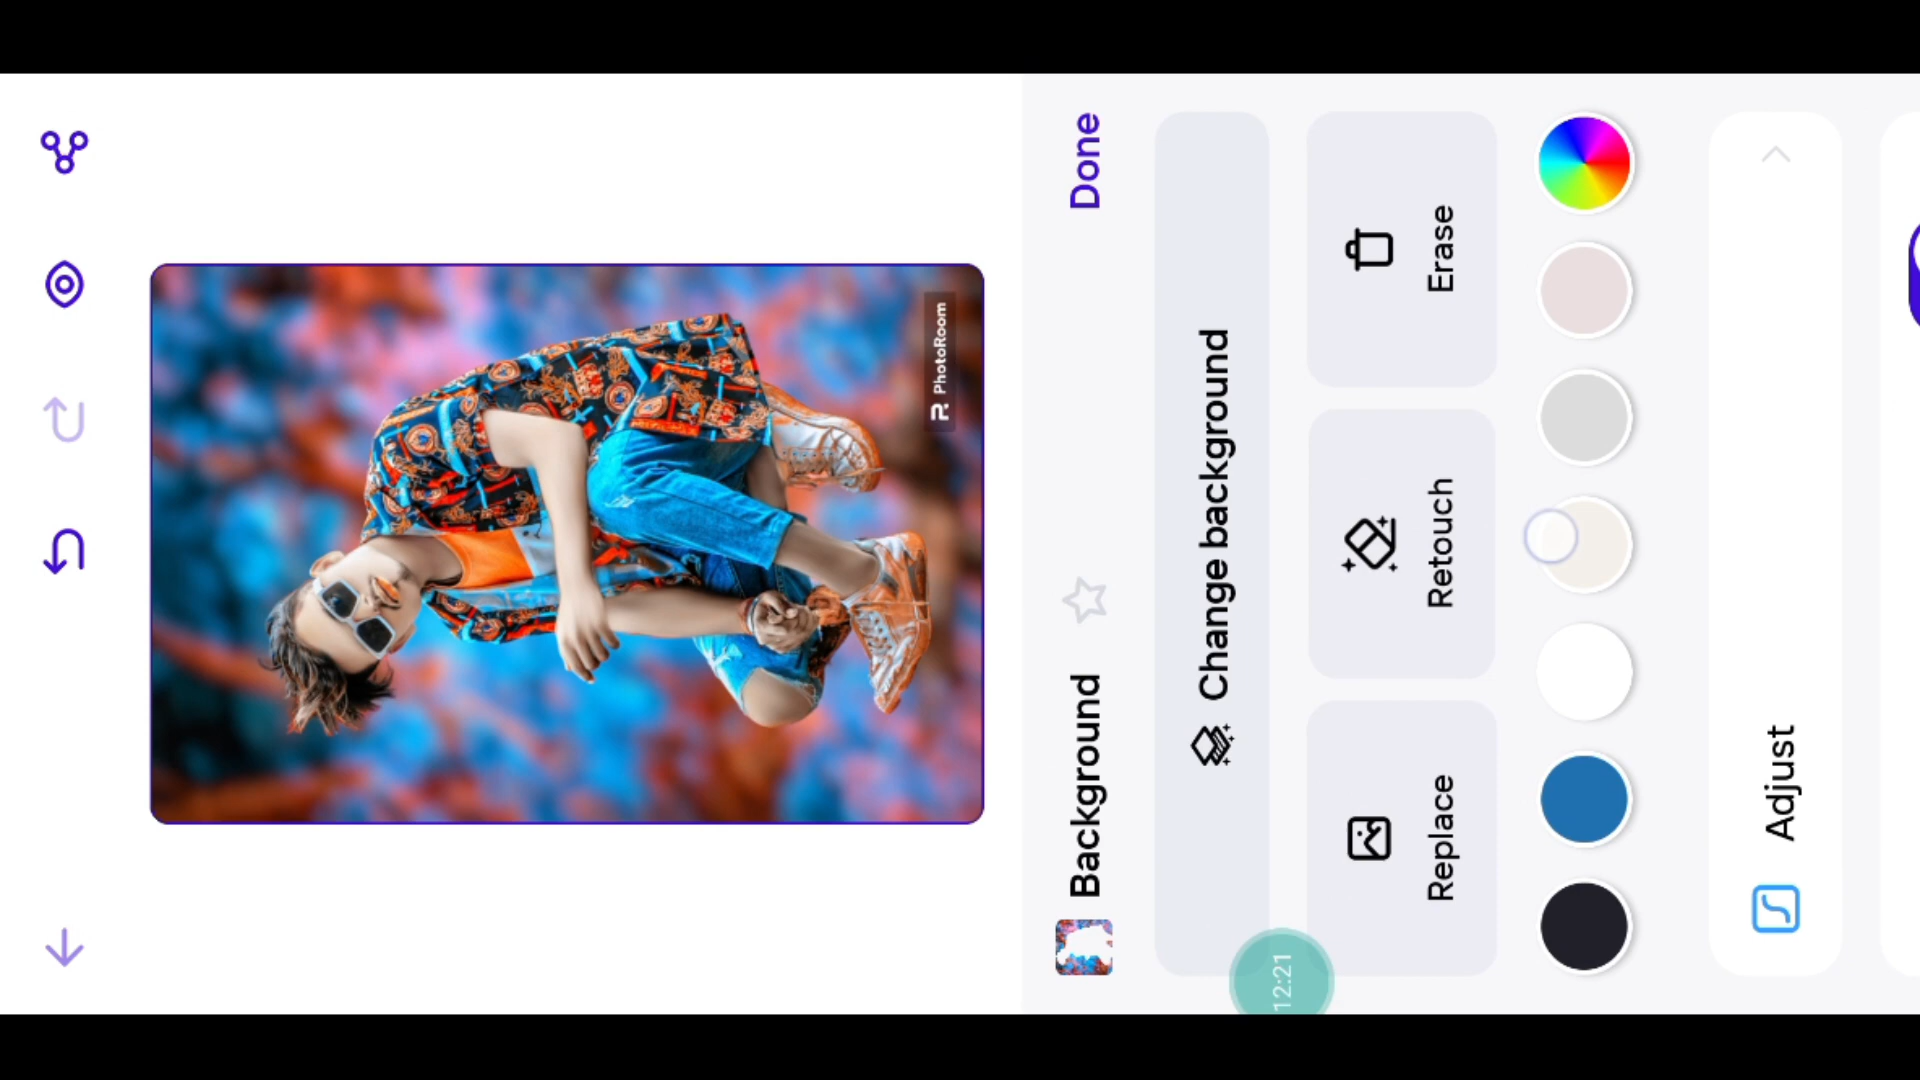 PhotoRoom
Background
Done
Change background
Replace
Retouch
Erase
Adjust
12:21